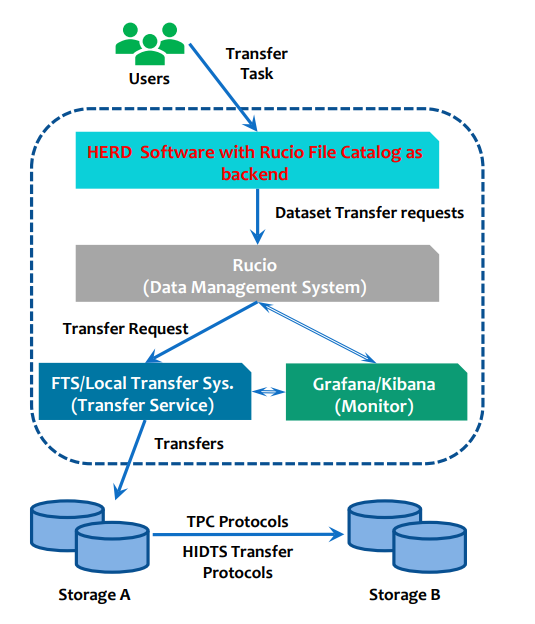 Transfer
Task
Users
HERD  Software with Rucio File Catalog as
backend
Dataset Transfer requests
Rucio
(Data Management System)
Transfer Request
FTS/Local Transfer Sys.
(Transfer Service)
Grafana/Kibana
(Monitor)
Transfers
TPC Protocols
HIDTS Transfer
Protocols
Storage A
Storage B